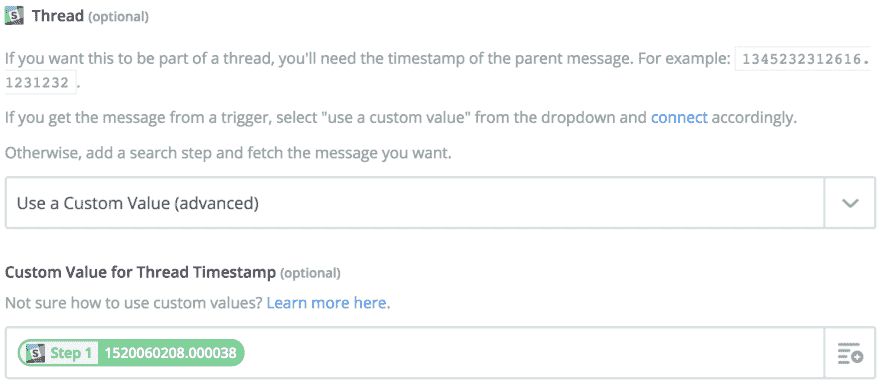 Thread (optional)
If you want this to be part of a thread, you'll need the timestamp of the parent message. For example: 1345232312616.
1231232 .
If you get the message from a trigger, select "use a custom value" from the dropdown and connect accordingly.
Otherwise, add a search step and fetch the message you want.
Use a Custom Value (advanced)
Custom Value for Thread Timestamp (optional)
Not sure how to use custom values? Learn more here.
S Step 1 1520060208.000038